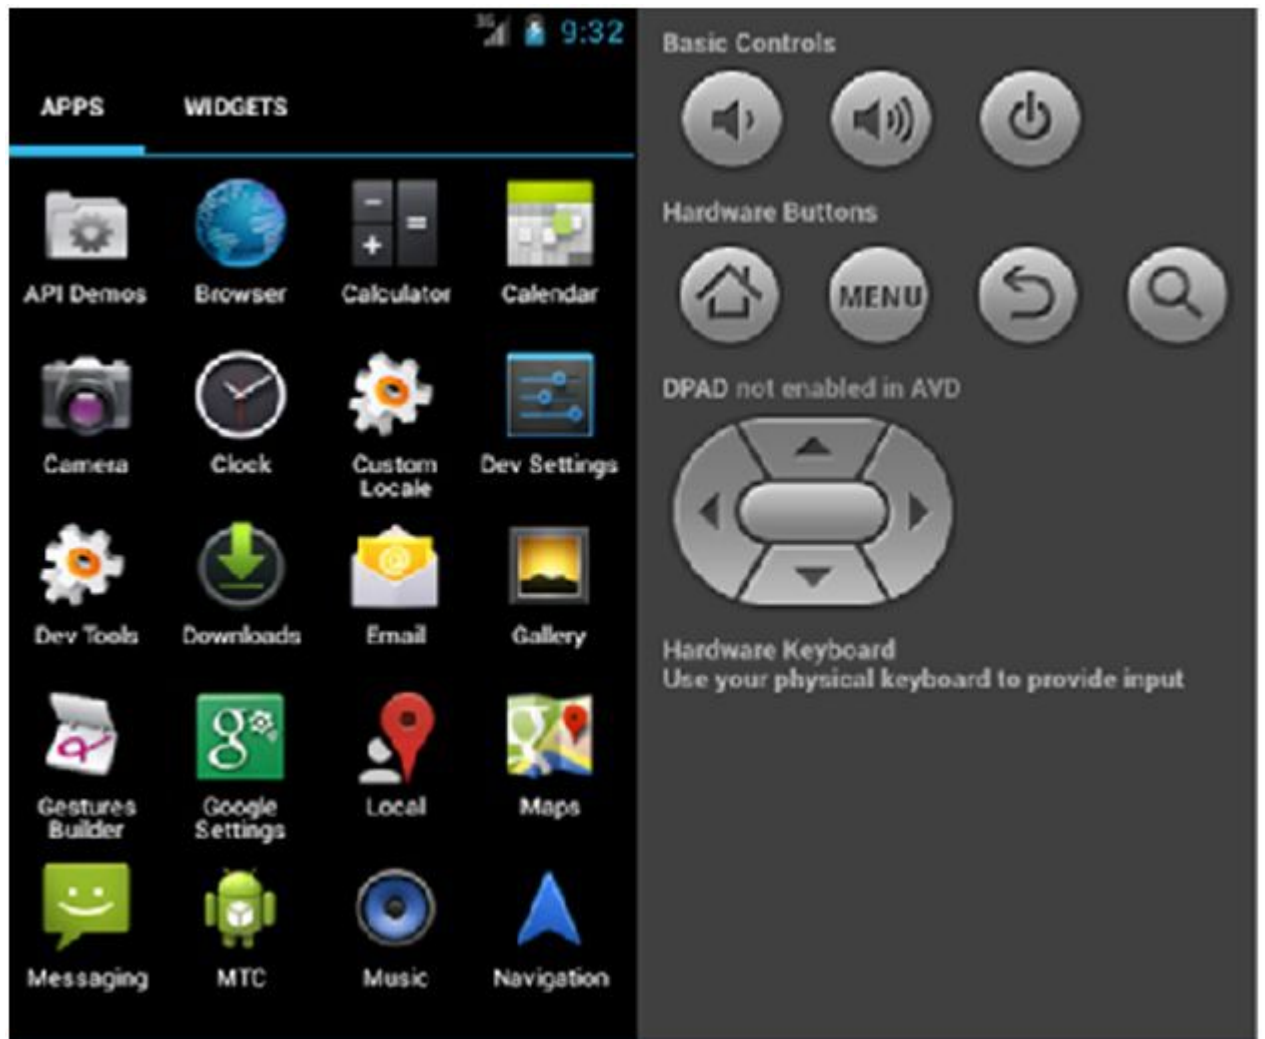 3G 9:32
APPS WIDGETS
API Demos Browser Calculator Calendar
Camera Clock Custom Locale Dev Settings
Dev Tools Downloads Email Gallery
Gestures Builder Google Settings Local Maps
Messaging MTC Music Navigation
Basic Controls
Hardware Buttons
MENU
DPAD not enabled in AVD
Hardware Keyboard
Use your physical keyboard to provide input